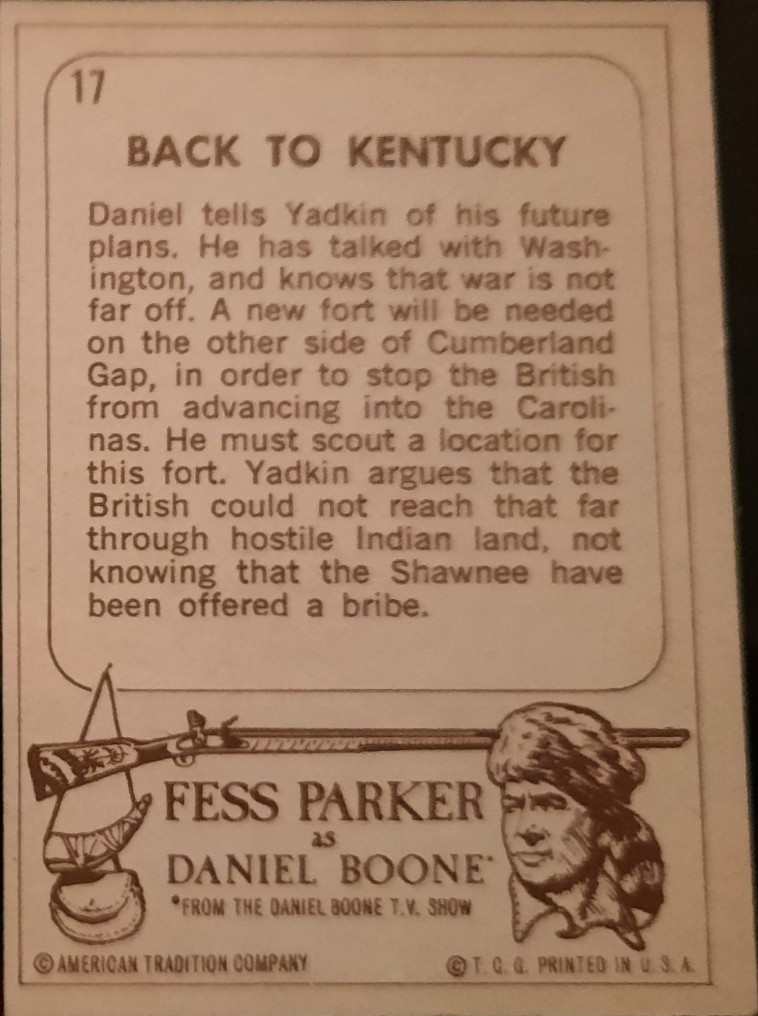 17
BACK TO KENTUCKY
Daniel tells Yadkin of his future
plans. He has talked with Wash-
ington, and knows that war is not
far off. A new fort will be needed
on the other side of Cumberland
Gap, in order to stop the British
from advancing into the Caroli-
nas. He must scout a location for
this fort. Yadkin argues that the
British could not reach that far
through hostile Indian land, not
knowing that the Shawnee have
been offered a bribe.
FESS PARKER
as
DANIEL BOONE*
*FROM THE DANIEL BOONE T.V. SHOW
© AMERICAN TRADITION COMPANY
© T. C. G. PRINTED IN U. S. A.